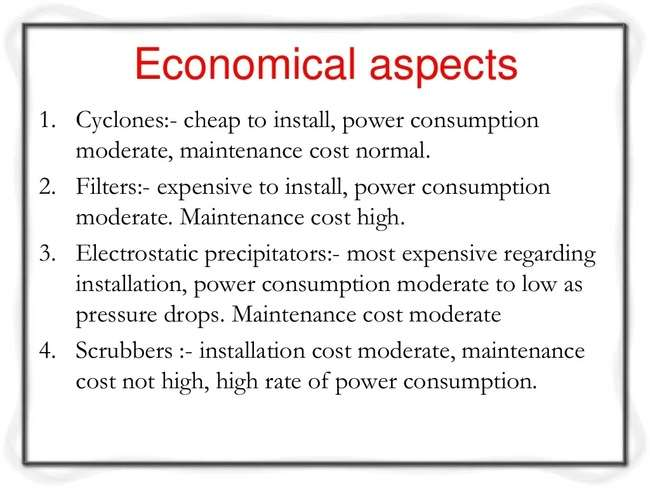 Economical aspects
1. Cyclones:- cheap to install, power consumption
moderate, maintenance cost normal.
2. Filters:- expensive to install, power consumption
moderate. Maintenance cost high.
3. Electrostatic precipitators:- most expensive regarding
installation, power consumption moderate to low as
pressure drops. Maintenance cost moderate
4. Scrubbers :- installation cost moderate, maintenance
cost not high, high rate of power consumption.